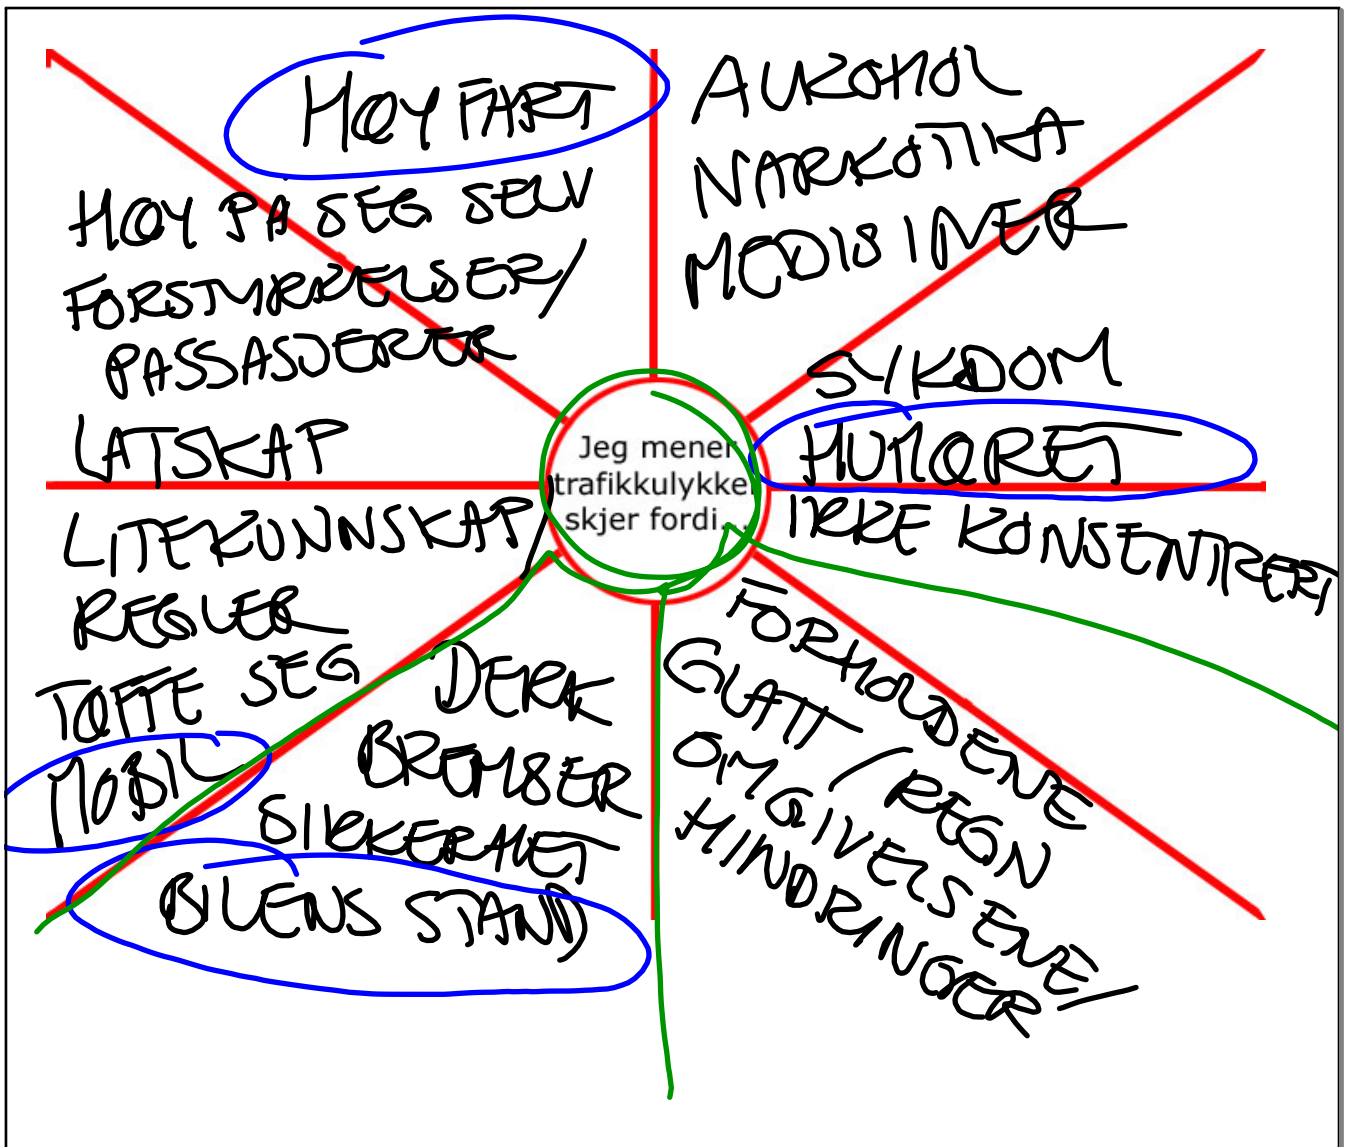 HØY FART
HØY PÅ SEG SELV
FORSTYRRELSER/
PASSASJERER
LATSKAP
LITE KUNNSKAP
REGLER
TØFFE SEG
MOBIL
ALKOHOL
NARKOTIKA
MEDISINER
SYKDOM
HUMØRET
IKKE KONSENTRERT
Jeg mener
trafikkulykker
skjer fordi...
DEKK
BREMSER
SIKKERHET
BILENS STAND
FORHOLDENE
GLATT / REGN
OMGIVELSENE/
HINDRINGER